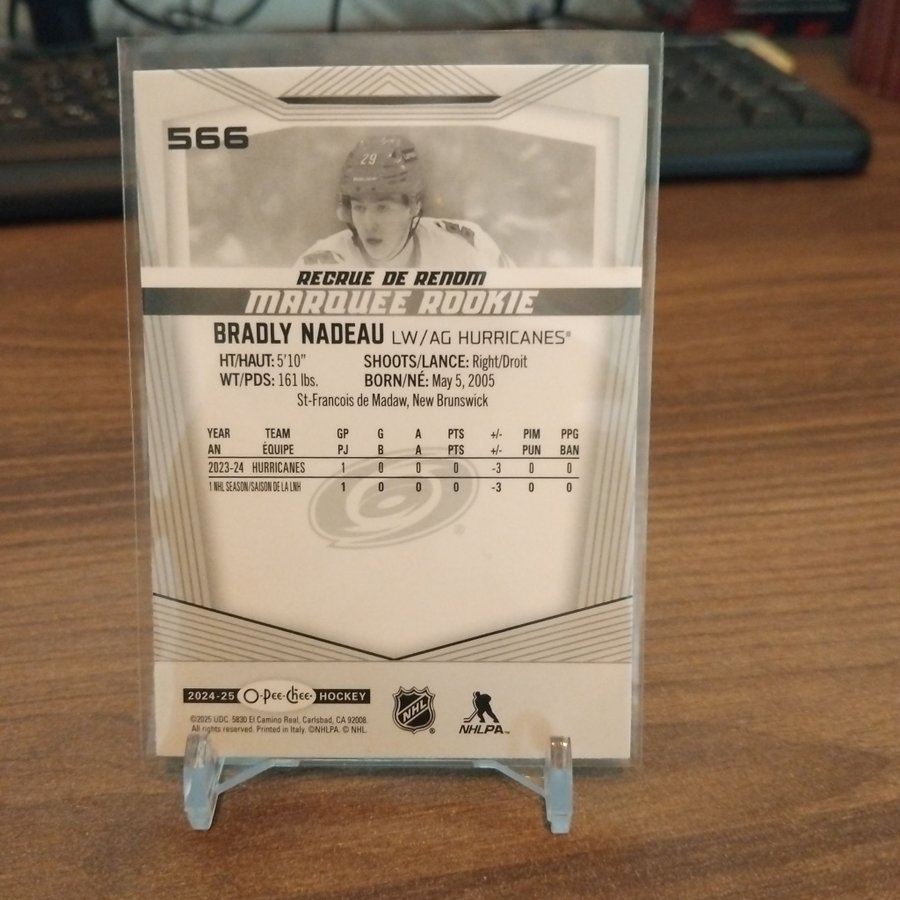 566
29
RECRUE DE RENOM
MARQUEE ROOKIE
BRADLY NADEAU LW/AG HURRICANES®
HT/HAUT: 5'10" SHOOTS/LANCE: Right/Droit
WT/PDS: 161 lbs. BORN/NÉ: May 5, 2005
St-Francois de Madaw, New Brunswick
YEAR TEAM GP G A PTS +/- PIM PPG
AN ÉQUIPE PJ B A PTS +/- PUN BAN
2023-24 HURRICANES 1 0 0 0 -3 0 0
1 NHL SEASON/SAISON DE LA LNH 1 0 0 0 -3 0 0
®
2024-25 O-Pee-Chee® HOCKEY
©2025 UDC. 5830 El Camino Real, Carlsbad, CA 92008.
All rights reserved. Printed in Italy. ©NHLPA. © NHL.
NHL ®
NHLPA™